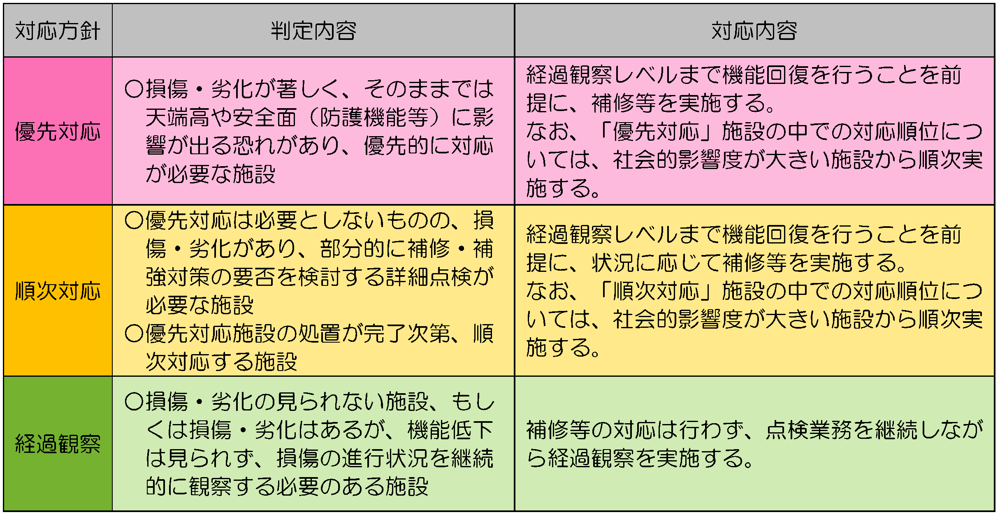 対応方針
判定内容
対応内容
優先対応
○損傷・劣化が著しく、そのままでは
天端高や安全面（防護機能等）に影
響が出る恐れがあり、優先的に対応
が必要な施設
経過観察レベルまで機能回復を行うことを前
提に、補修等を実施する。
なお、「優先対応」施設の中での対応順位につ
いては、社会的影響度が大きい施設から順次実
施する。
順次対応
○優先対応は必要としないものの、損
傷・劣化があり、部分的に補修・補
強対策の要否を検討する詳細点検が
必要な施設
○優先対応施設の処置が完了次第、順
次対応する施設
経過観察レベルまで機能回復を行うことを前
提に、状況に応じて補修等を実施する。
なお、「順次対応」施設の中での対応順位につ
いては、社会的影響度が大きい施設から順次実
施する。
経過観察
○損傷・劣化の見られない施設、もし
くは損傷・劣化はあるが、機能低下
は見られず、損傷の進行状況を継続
的に観察する必要のある施設
補修等の対応は行わず、点検業務を継続しなが
ら経過観察を実施する。